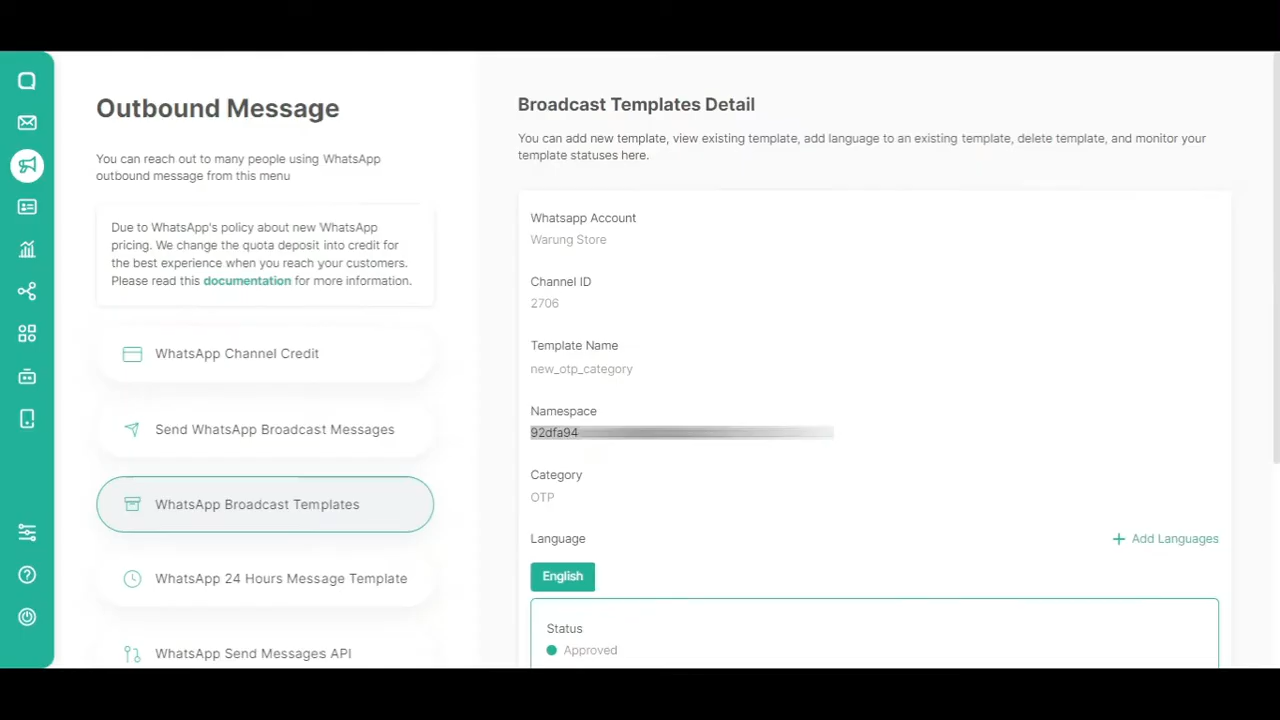 Outbound Message
You can reach out to many people using WhatsApp
outbound message from this menu
Due to WhatsApp's policy about new WhatsApp
pricing. We change the quota deposit into credit for
the best experience when you reach your customers.
Please read this documentation for more information.
WhatsApp Channel Credit
Send WhatsApp Broadcast Messages
WhatsApp Broadcast Templates
WhatsApp 24 Hours Message Template
WhatsApp Send Messages API
Broadcast Templates Detail
You can add new template, view existing template, add language to an existing template, delete template, and monitor your
template statuses here.
Whatsapp Account
Warung Store
Channel ID
2706
Template Name
new_otp_category
Namespace
92dfa94
Category
OTP
Language
+ Add Languages
English
Status
Approved